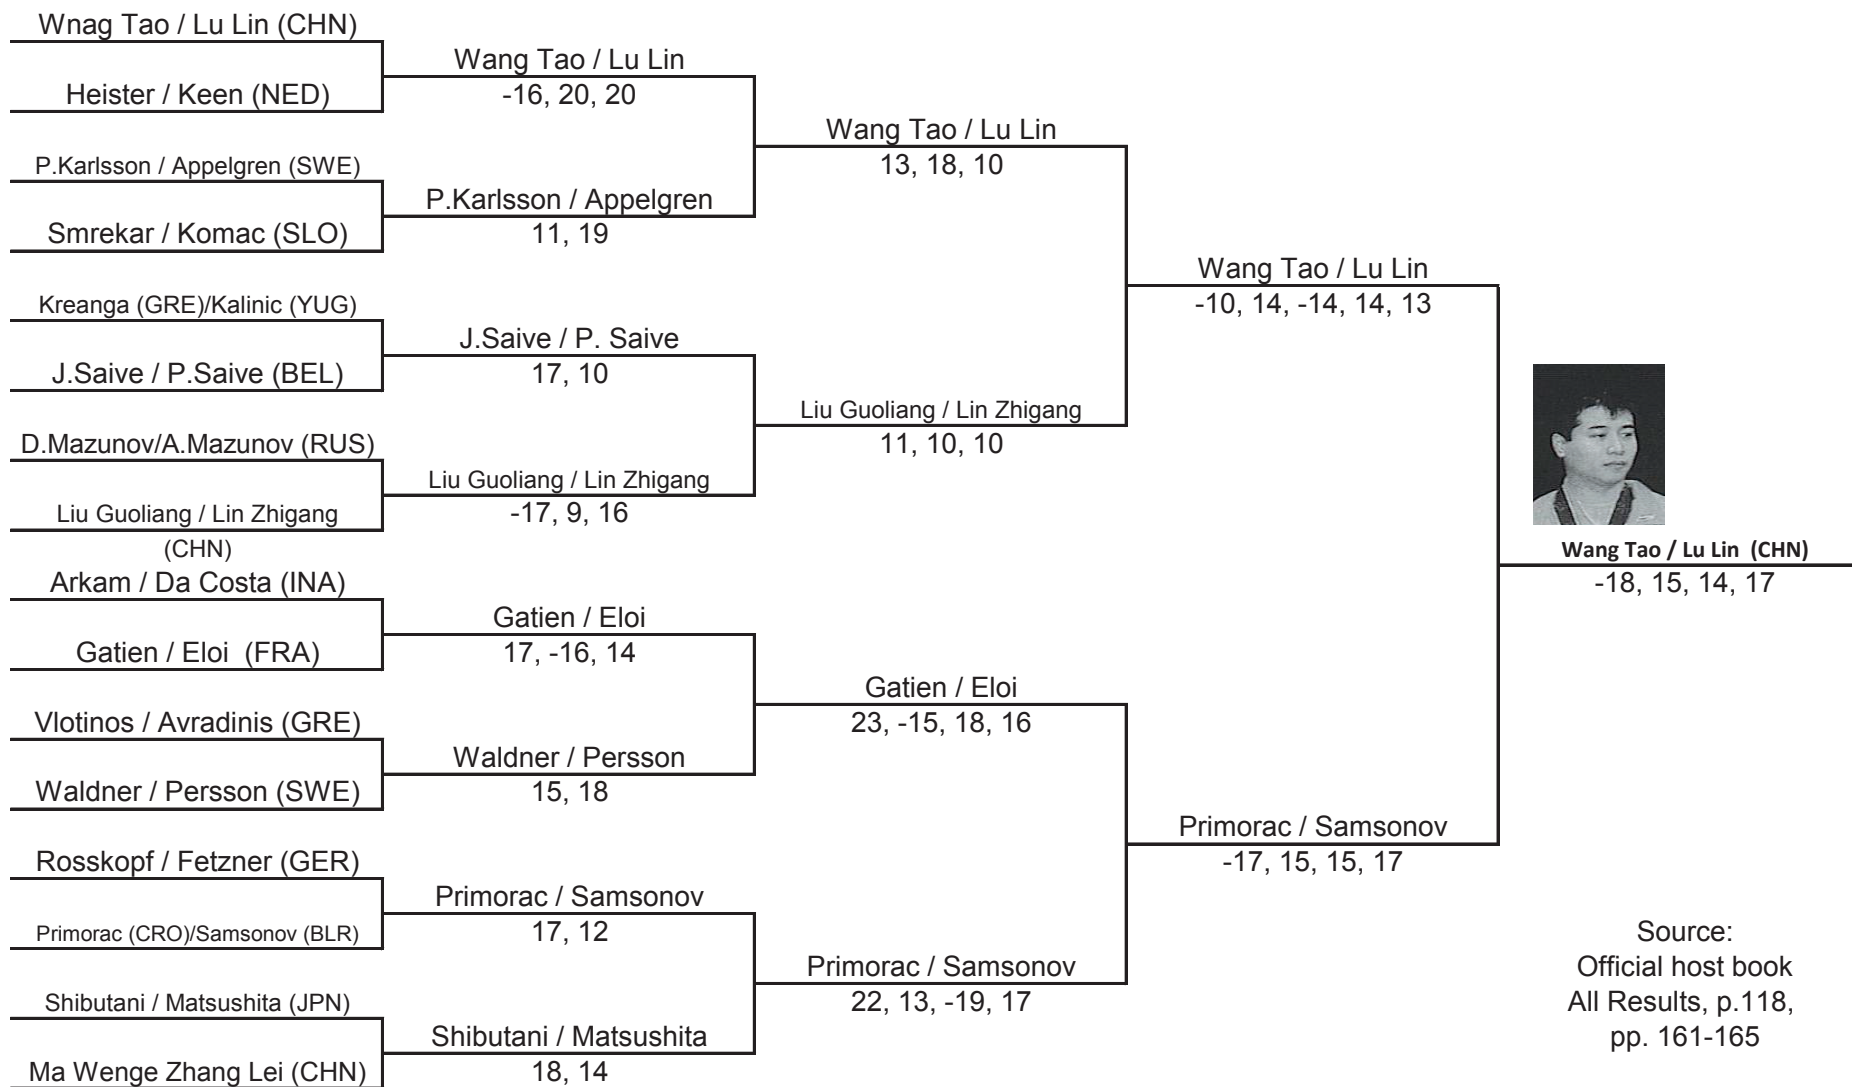 Wnag Tao / Lu Lin (CHN)
Heister / Keen (NED)
P.Karlsson / Appelgren (SWE)
Smrekar / Komac (SLO)
Kreanga (GRE)/Kalinic (YUG)
J.Saive / P.Saive (BEL)
D.Mazunov/A.Mazunov (RUS)
Liu Guoliang / Lin Zhigang
(CHN)
Arkam / Da Costa (INA)
Gatien / Eloi (FRA)
Vlotinos / Avradinis (GRE)
Waldner / Persson (SWE)
Rosskopf / Fetzner (GER)
Primorac (CRO)/Samsonov (BLR)
Shibutani / Matsushita (JPN)
Ma Wenge Zhang Lei (CHN)
Wang Tao / Lu Lin
-16, 20, 20
P.Karlsson / Appelgren
11, 19
J.Saive / P. Saive
17, 10
Liu Guoliang / Lin Zhigang
-17, 9, 16
Gatien / Eloi
17, -16, 14
Waldner / Persson
15, 18
Primorac / Samsonov
17, 12
Shibutani / Matsushita
18, 14
Wang Tao / Lu Lin
13, 18, 10
Liu Guoliang / Lin Zhigang
11, 10, 10
Gatien / Eloi
23, -15, 18, 16
Primorac / Samsonov
22, 13, -19, 17
Wang Tao / Lu Lin
-10, 14, -14, 14, 13
Primorac / Samsonov
-17, 15, 15, 17
Wang Tao / Lu Lin (CHN)
-18, 15, 14, 17
Source:
Official host book
All Results, p.118,
pp. 161-165